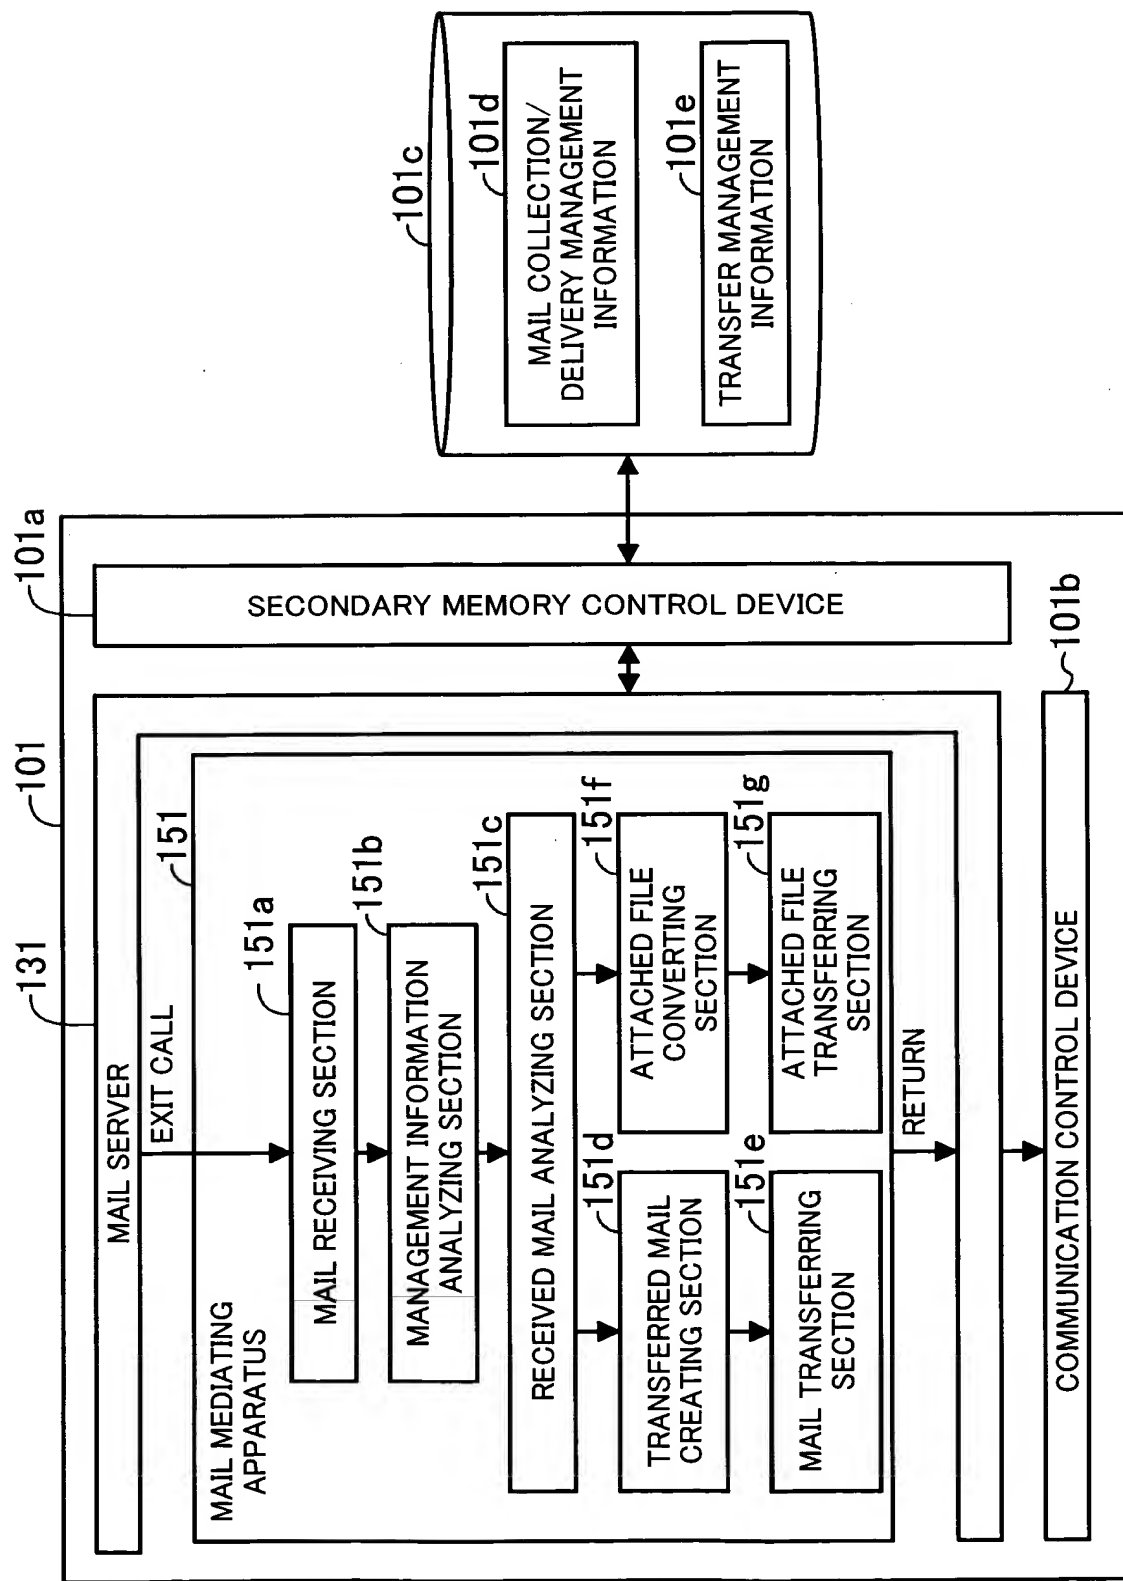 101
101a
131
MAIL SERVER
EXIT CALL
151
MAIL MEDIATING
APPARATUS
151a
MAIL RECEIVING SECTION
151b
MANAGEMENT INFORMATION
ANALYZING SECTION
151c
RECEIVED MAIL ANALYZING SECTION
151d
TRANSFERRED MAIL
CREATING SECTION
151f
ATTACHED FILE
CONVERTING
SECTION
151e
MAIL TRANSFERRING
SECTION
151g
ATTACHED FILE
TRANSFERRING
SECTION
RETURN
101b
COMMUNICATION CONTROL DEVICE
SECONDARY MEMORY CONTROL DEVICE
101c
101d
MAIL COLLECTION/
DELIVERY MANAGEMENT
INFORMATION
101e
TRANSFER MANAGEMENT
INFORMATION